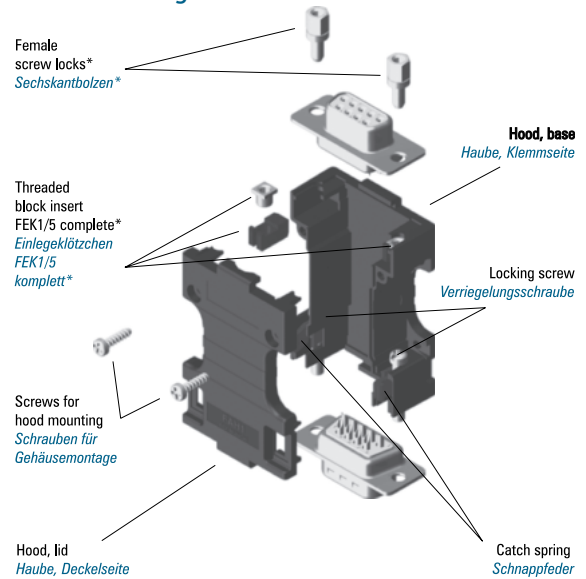 Female
screw locks*
Sechskantbolzen*
Hood, base
Haube, Klemmseite
Threaded
block insert
FEK1/5 complete*
Einlegeklötzchen
FEK1/5
komplett*
Locking screw
Verriegelungsschraube
Screws for
hood mounting
Schrauben für
Gehäusemontage
Hood, lid
Haube, Deckelseite
Catch spring
Schnappfeder